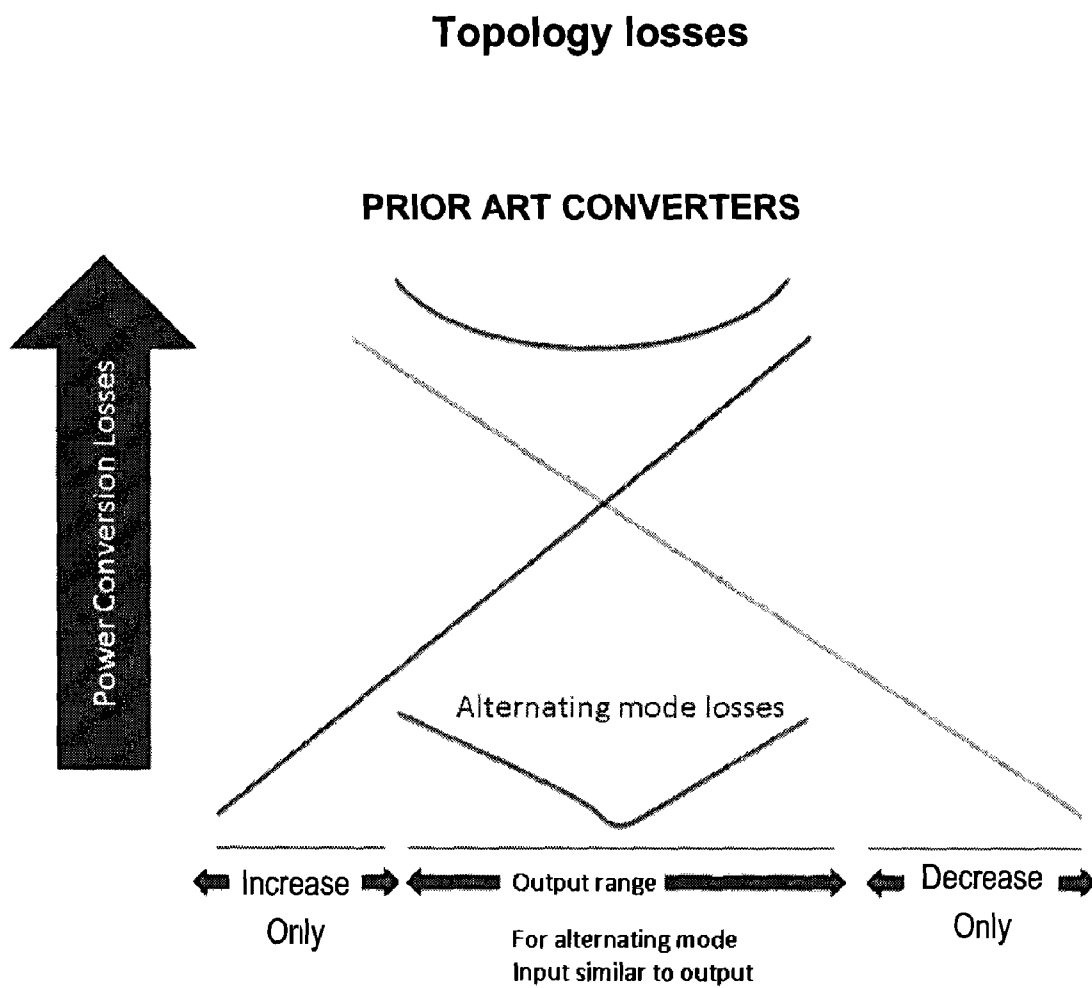 Topology losses
PRIOR ART CONVERTERS
Power Conversion Losses
Alternating mode losses
Increase
Only
Output range
For alternating mode
Input similar to output
Decrease
Only